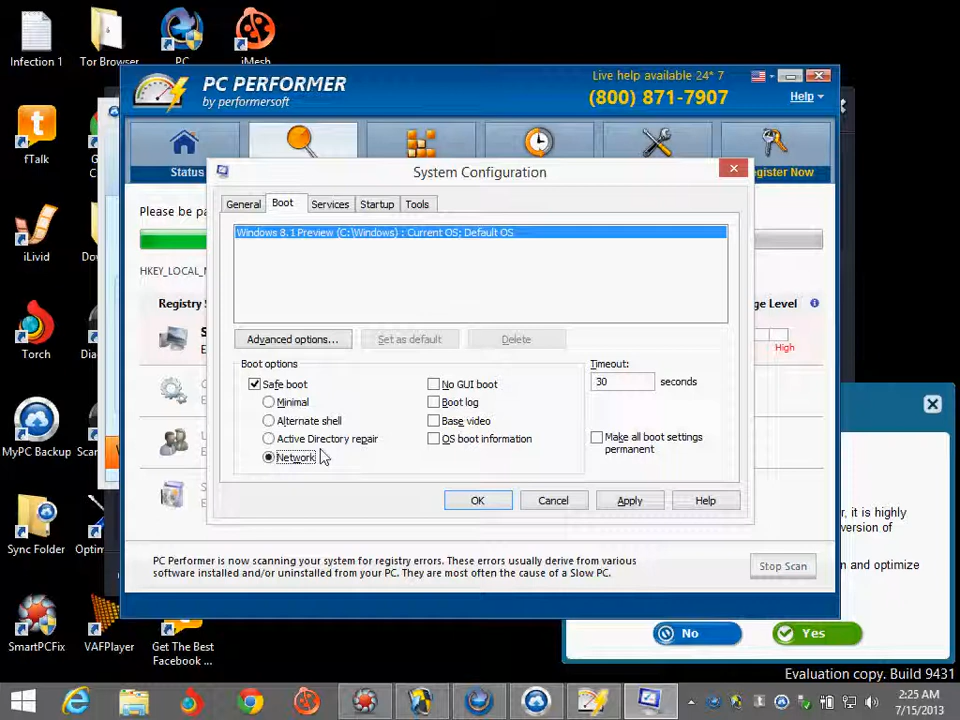 Infection 1
Tor Browser
PC
iMesh
PC PERFORMER
by performersoft
Live help available 24* 7
(800) 871-7907
Help
fTalk
Status
gister Now
System Configuration
General
Boot
Services
Startup
Tools
Please be pa
Windows 8.1 Preview (C:\Windows) : Current OS; Default OS
iLivid
HKEY_LOCAL_M
Registry S
ge Level
High
Torch
Dia
Advanced options...
Set as default
Delete
Boot options
Safe boot
Minimal
Alternate shell
Active Directory repair
Network
No GUI boot
Boot log
Base video
OS boot information
Timeout:
30
seconds
Make all boot settings
permanent
MyPC Backup
OK
Cancel
Apply
Help
r, it is highly
version of
n and optimize
Sync Folder
Optim
PC Performer is now scanning your system for registry errors. These errors usually derive from various
software installed and/or uninstalled from your PC. They are most often the cause of a Slow PC.
Stop Scan
No
Yes
SmartPCFix
VAFPlayer
Get The Best
Facebook ...
Evaluation copy. Build 9431
2:25 AM
7/15/2013